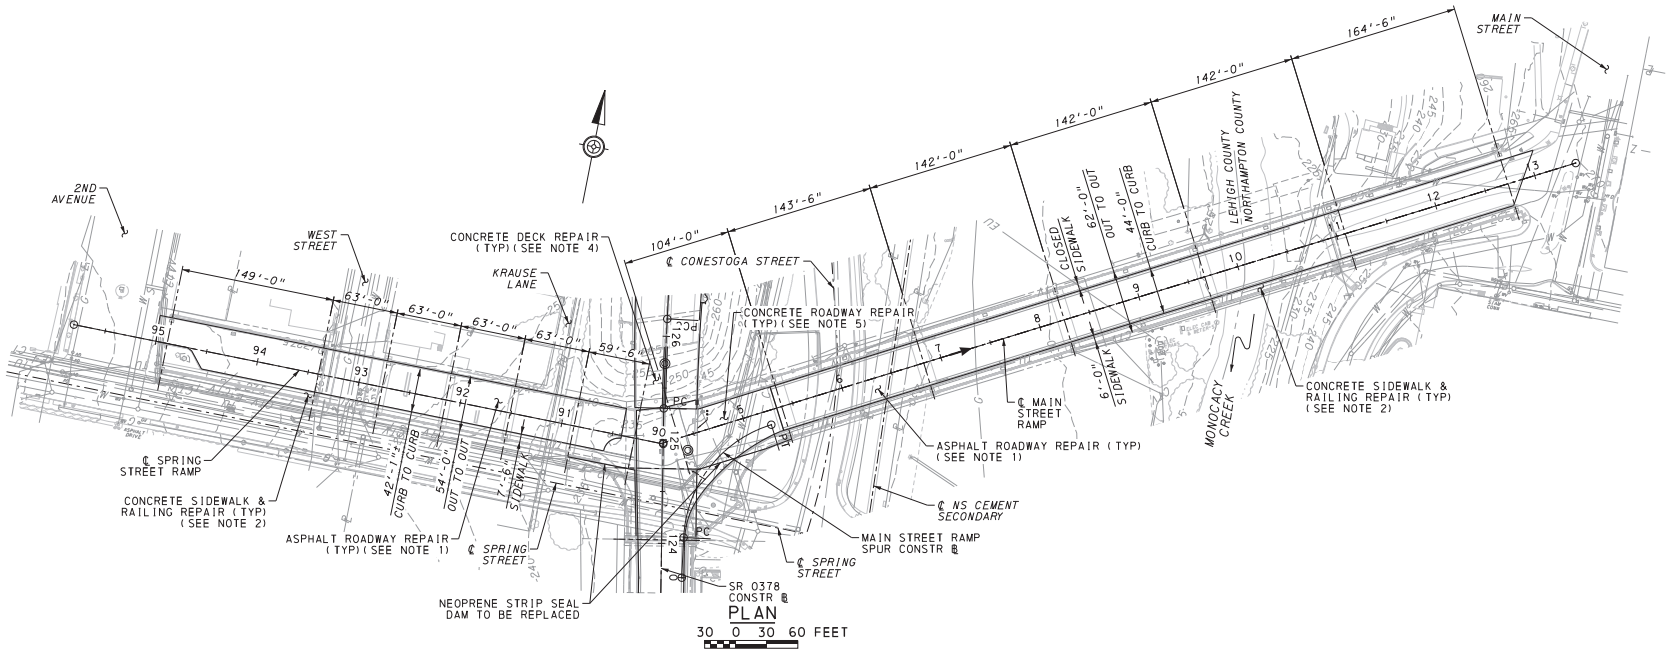 MAIN
STREET
164'-6"
142'-0"
142'-0"
142'-0"
143'-6"
104'-0"
2ND
AVENUE
WEST
STREET
CONCRETE DECK REPAIR
(TYP)(SEE NOTE 4)
KRAUSE
LANE
℄ CONESTOGA STREET
CLOSED
SIDEWALK
62'-0"
OUT TO OUT
44'-0"
CURB TO CURB
LEHIGH COUNTY
NORTHAMPTON COUNTY
149'-0"
63'-0"
63'-0"
63'-0"
63'-0"
59'-6"
CONCRETE ROADWAY REPAIR
(TYP)(SEE NOTE 5)
95
94
93
92
91
90
126
125
124
0
PCC
PC
PI
PC
6
7
8
9
10
12
13
6'-0"
SIDEWALK
℄ MAIN
STREET
RAMP
MONOCACY
CREEK
CONCRETE SIDEWALK &
RAILING REPAIR (TYP)
(SEE NOTE 2)
ASPHALT ROADWAY REPAIR (TYP)
(SEE NOTE 1)
℄ SPRING
STREET RAMP
42'-1"±
CURB TO CURB
54'-0"
OUT TO OUT
7'-6"
SIDEWALK
CONCRETE SIDEWALK &
RAILING REPAIR (TYP)
(SEE NOTE 2)
ASPHALT ROADWAY REPAIR
(TYP)(SEE NOTE 1)
℄ SPRING
STREET
℄ NS CEMENT
SECONDARY
MAIN STREET RAMP
SPUR CONSTR ℄
℄ SPRING
STREET
NEOPRENE STRIP SEAL
DAM TO BE REPLACED
SR 0378
CONSTR ℄
PLAN
30 0 30 60 FEET